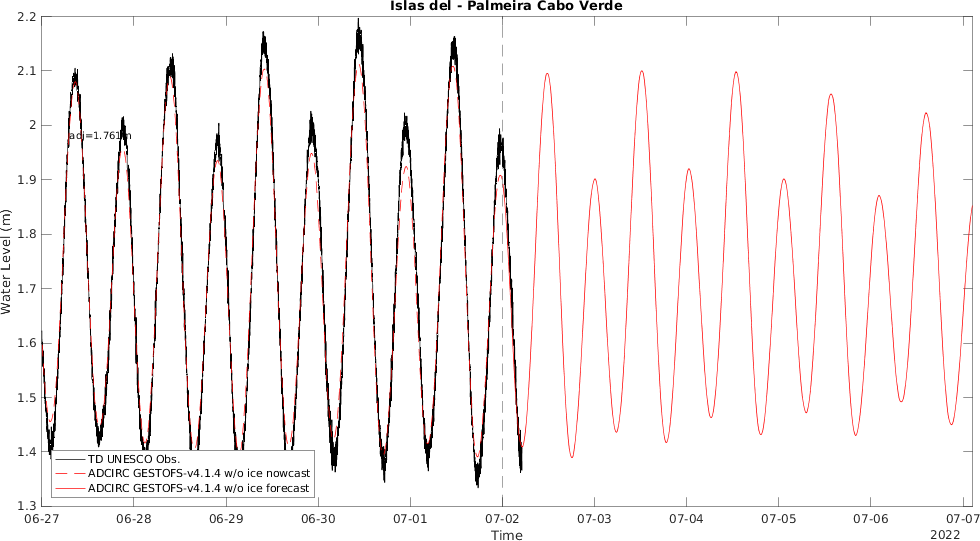 Islas del - Palmeira Cabo Verde
2.2
2.1
2
1.9
1.8
1.7
1.6
1.5
1.4
1.3
Water Level (m)
adj=1.761m
TD UNESCO Obs.
ADCIRC GESTOFS-v4.1.4 w/o ice nowcast
ADCIRC GESTOFS-v4.1.4 w/o ice forecast
06-27 06-28 06-29 06-30 07-01 07-02 07-03 07-04 07-05 07-06 07-07
Time
2022